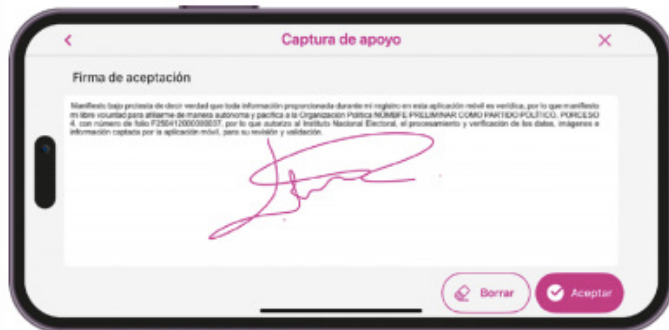 Captura de apoyo
Firma de aceptación
Manifiesto bajo protesta de decir verdad que toda información proporcionada durante mi registro en esta aplicación móvil es verídica, por lo que manifiesto
mi libre voluntad para afiliarme de manera autónoma y pacífica a la Organización Política NOMBRE PRELIMINAR COMO PARTIDO POLÍTICO, PORCESO
4, con número de folio por lo que autorizo al Instituto Nacional Electoral, el procesamiento y verificación de los datos, imágenes e
información captada por la aplicación móvil, para su revisión y validación.
Borrar
Aceptar